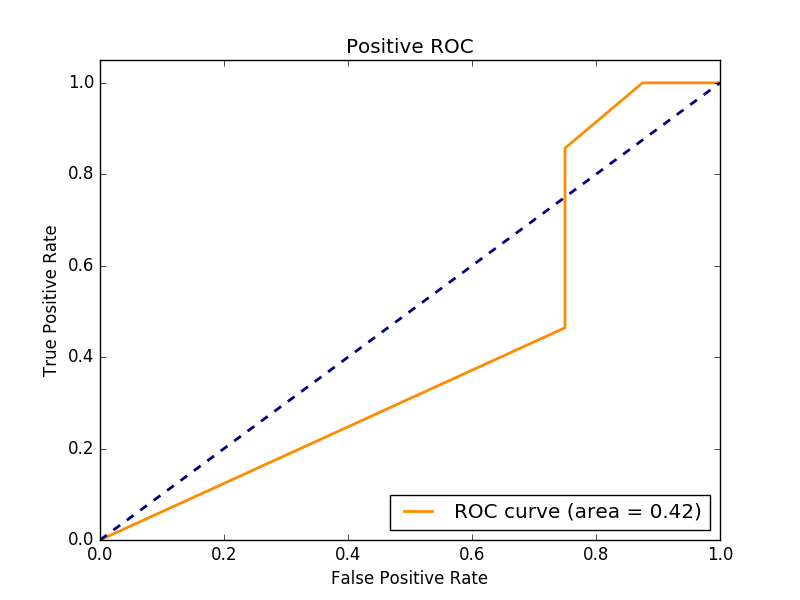 Positive ROC
1.0
0.8
0.6
0.4
0.2
0.0
True Positive Rate
ROC curve (area = 0.42)
0.0 0.2 0.4 0.6 0.8 1.0
False Positive Rate